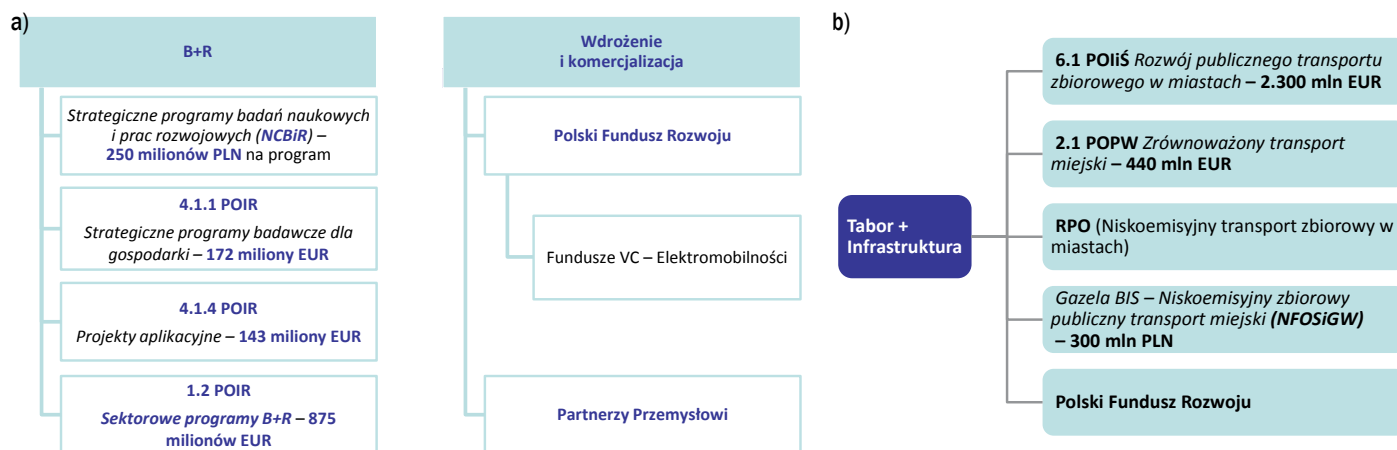 a)
B+R
Strategiczne programy badań naukowych
i prac rozwojowych (NCBiR) –
250 milionów PLN na program
4.1.1 POIR
Strategiczne programy badawcze dla
gospodarki – 172 miliony EUR
4.1.4 POIR
Projekty aplikacyjne – 143 miliony EUR
1.2 POIR
Sektorowe programy B+R – 875
milionów EUR
Wdrożenie
i komercjalizacja
Polski Fundusz Rozwoju
Fundusze VC – Elektromobilności
Partnerzy Przemysłowi
b)
Tabor +
Infrastruktura
6.1 POIiŚ Rozwój publicznego transportu
zbiorowego w miastach – 2.300 mln EUR
2.1 POPW Zrównoważony transport
miejski – 440 mln EUR
RPO (Niskoemisyjny transport zbiorowy w
miastach)
Gazela BIS – Niskoemisyjny zbiorowy
publiczny transport miejski (NFOSiGW)
– 300 mln PLN
Polski Fundusz Rozwoju